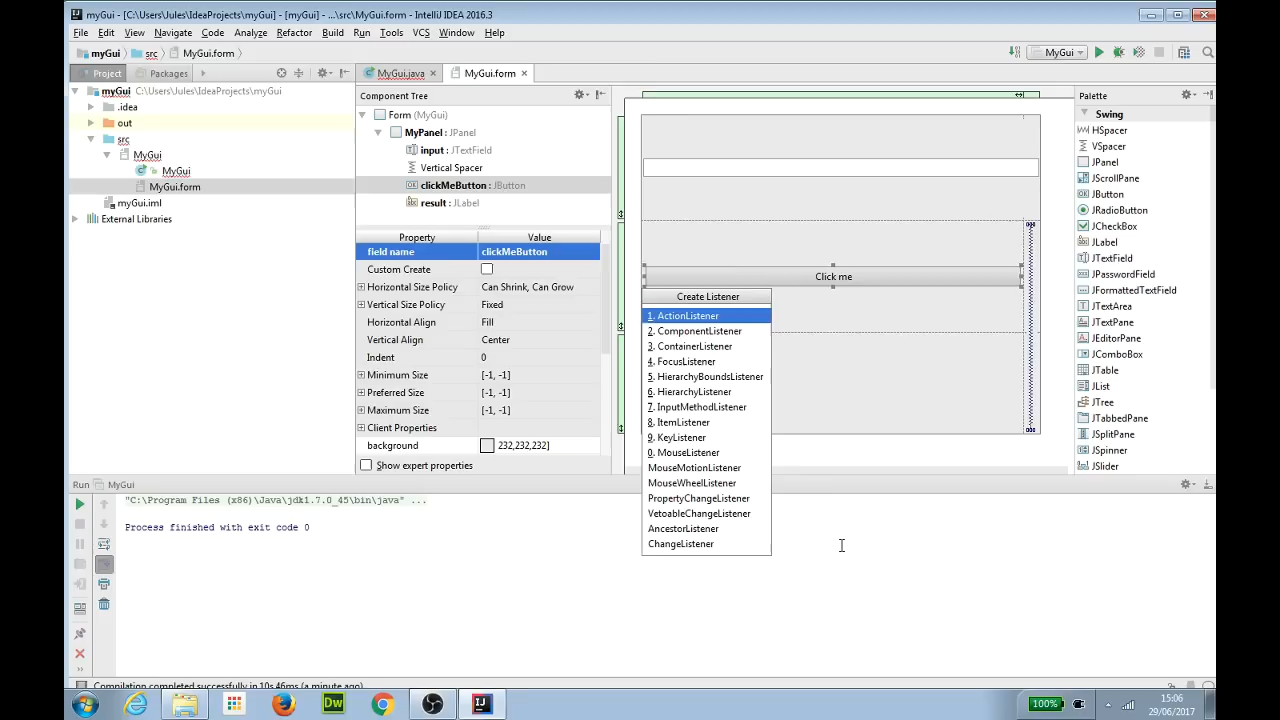 myGui - [C:\Users\Jules\IdeaProjects\myGui] - [myGui] - ...\src\MyGui.form - IntelliJ IDEA 2016.3
File Edit View Navigate Code Analyze Refactor Build Run Tools VCS Window Help
myGui src MyGui.form
MyGui
Project Packages
MyGui.java
MyGui.form
myGui C:\Users\Jules\IdeaProjects\myGui
.idea
out
src
MyGui
MyGui
MyGui.form
myGui.iml
External Libraries
Component Tree
Form (MyGui)
MyPanel : JPanel
input : JTextField
Vertical Spacer
clickMeButton : JButton
result : JLabel
Property Value
field name clickMeButton
Custom Create
Horizontal Size Policy Can Shrink, Can Grow
Vertical Size Policy Fixed
Horizontal Align Fill
Vertical Align Center
Indent 0
Minimum Size [-1, -1]
Preferred Size [-1, -1]
Maximum Size [-1, -1]
Client Properties
background 232,232,232]
Show expert properties
Click me
Create Listener
1. ActionListener
2. ComponentListener
3. ContainerListener
4. FocusListener
5. HierarchyBoundsListener
6. HierarchyListener
7. InputMethodListener
8. ItemListener
9. KeyListener
0. MouseListener
MouseMotionListener
MouseWheelListener
PropertyChangeListener
VetoableChangeListener
AncestorListener
ChangeListener
Palette
Swing
HSpacer
VSpacer
JPanel
JScrollPane
JButton
JRadioButton
JCheckBox
JLabel
JTextField
JPasswordField
JFormattedTextField
JTextArea
JTextPane
JEditorPane
JComboBox
JTable
JList
JTree
JTabbedPane
JSplitPane
JSpinner
JSlider
Run MyGui
"C:\Program Files (x86)\Java\jdk1.7.0_45\bin\java" ...
Process finished with exit code 0
Compilation completed successfully in 10s 46ms (a minute ago)
Dw
IJ
100%
15:06
29/06/2017